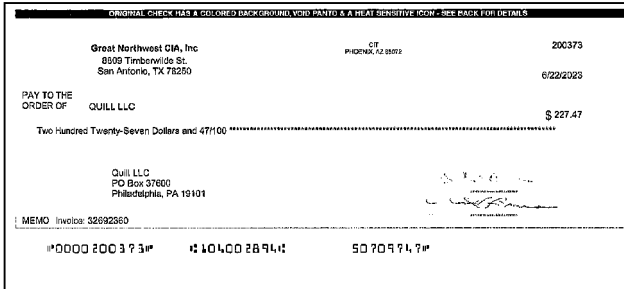 ORIGINAL CHECK HAS A COLORED BACKGROUND, VOID PANTO & A HEAT SENSITIVE ICON - SEE BACK FOR DETAILS
Great Northwest CIA, Inc
8809 Timberwilde St.
San Antonio, TX 78250
CIT
PHOENIX, AZ 85072
200373
6/22/2023
PAY TO THE
ORDER OF QUILL LLC
$ 227.47
Two Hundred Twenty-Seven Dollars and 47/100
Quill LLC
PO Box 37600
Philadelphia, PA 19101
MEMO Invoice: 32692360
⑈0000200373⑈ ⑆104002894⑆ 50709747⑈